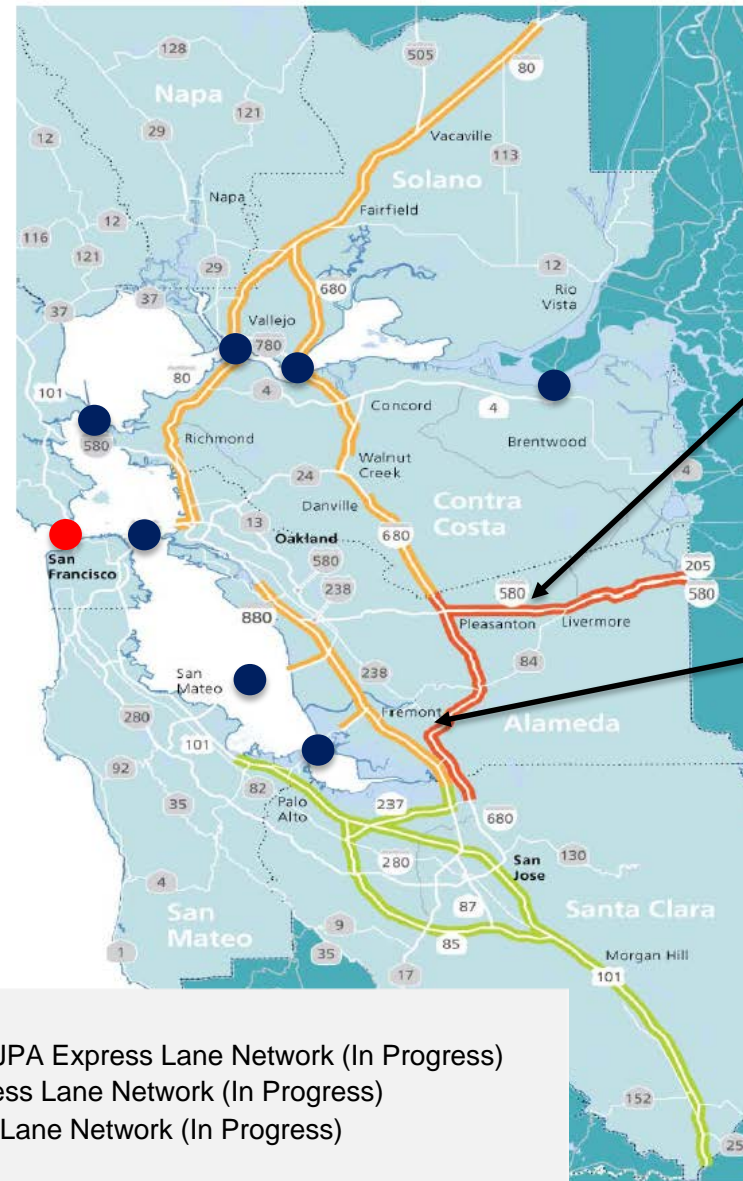 128
505
80
Napa
121
29
Vacaville
12
113
Solano
Napa
Fairfield
12
116
121
29
680
12
Rio
Vista
37
37
Vallejo
780
80
4
101
Concord
4
580
Richmond
Brentwood
Walnut
Creek
24
4
Danville
Contra
Costa
13
Oakland
680
San
Francisco
580
205
238
580
580
880
Pleasanton
Livermore
San
Mateo
238
84
Fremont
280
Alameda
101
92
82
Palo
Alto
237
680
35
280
San
Jose
130
4
87
San
Mateo
9
Santa Clara
85
1
35
17
Morgan Hill
101
JPA Express Lane Network (In Progress)
ess Lane Network (In Progress)
Lane Network (In Progress)
152
25